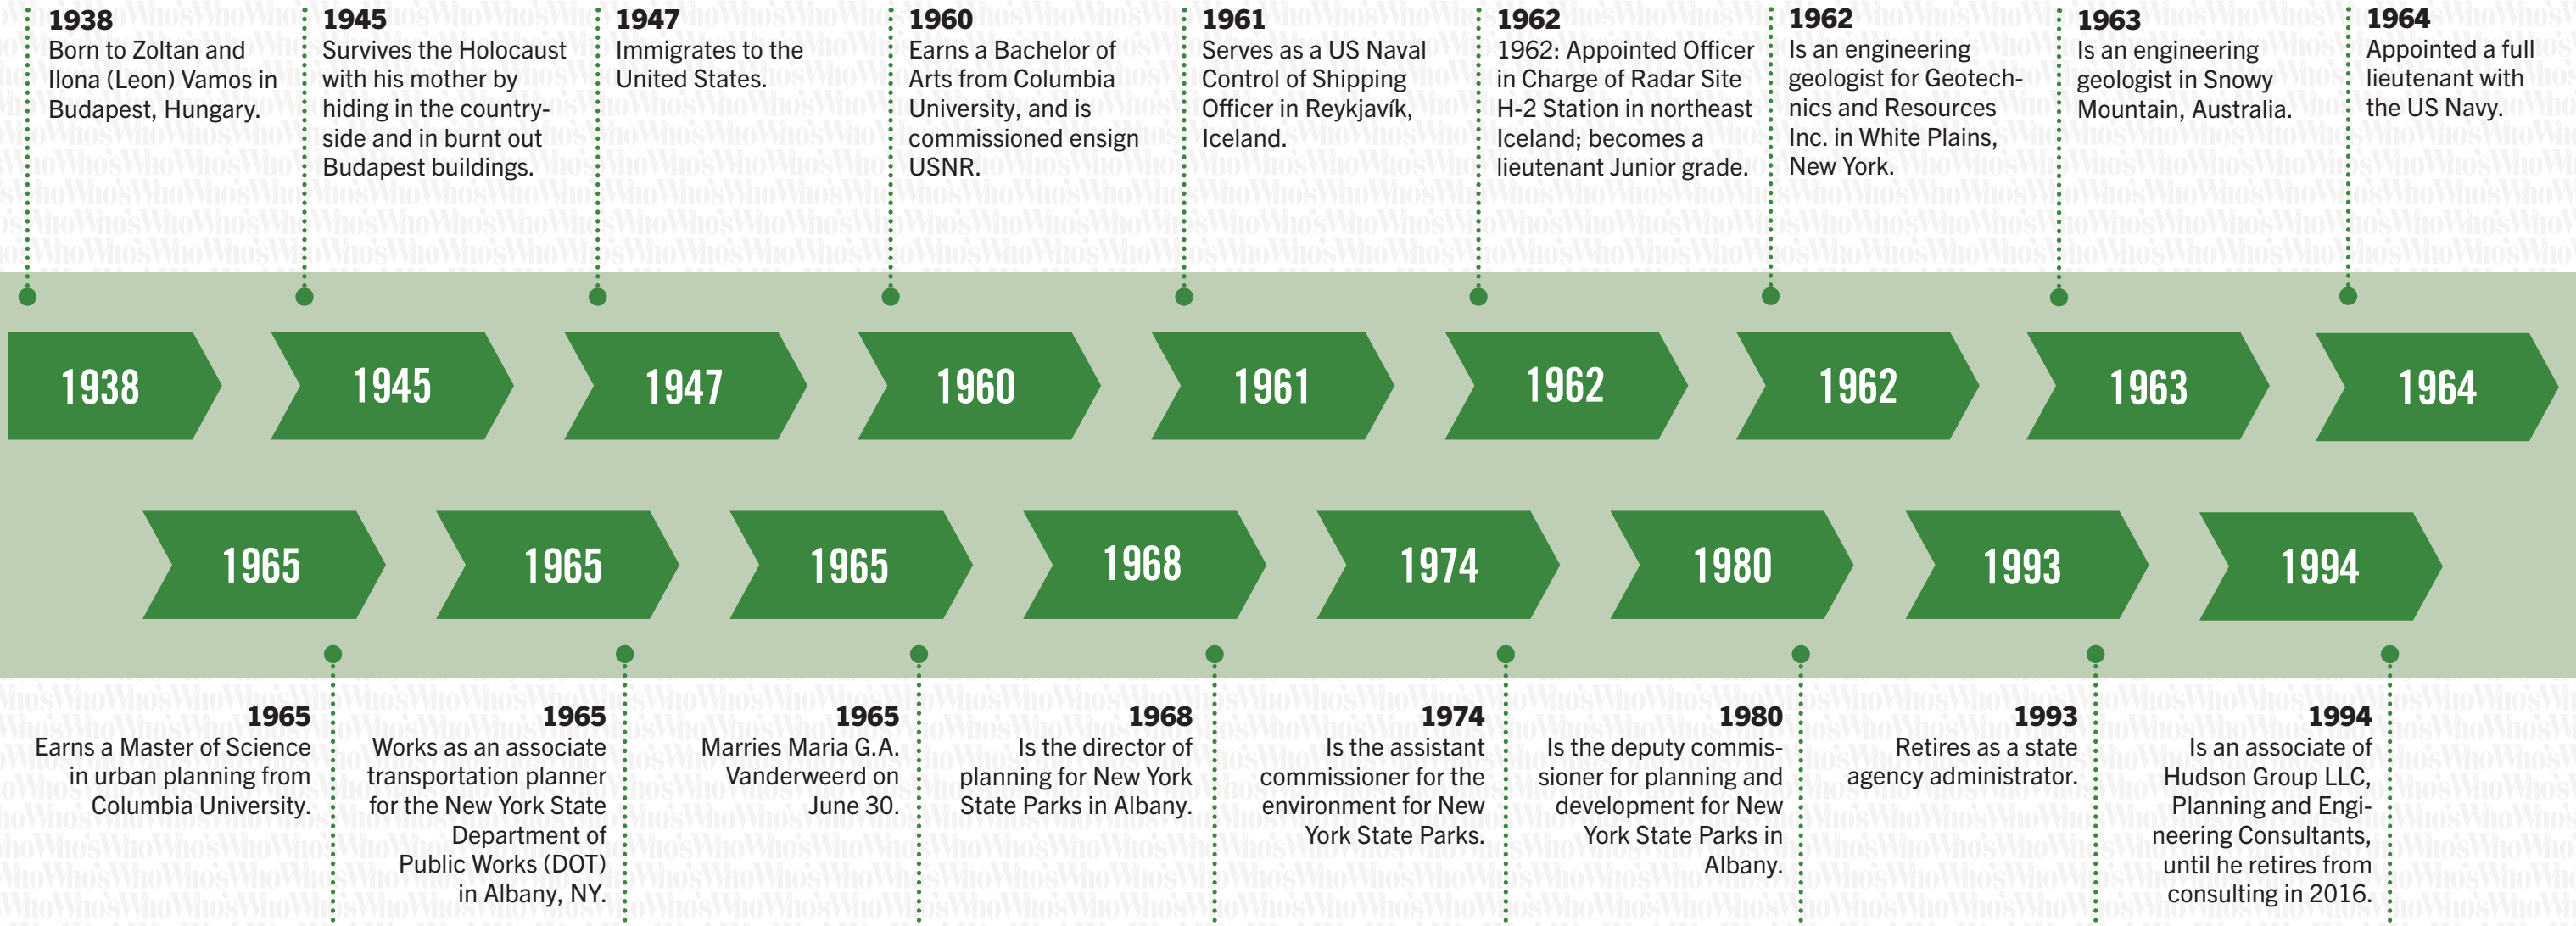 1938
Born to Zoltan and
Ilona (Leon) Vamos in
Budapest, Hungary.
1945
Survives the Holocaust
with his mother by
hiding in the country-
side and in burnt out
Budapest buildings.
1947
Immigrates to the
United States.
1960
Earns a Bachelor of
Arts from Columbia
University, and is
commissioned ensign
USNR.
1961
Serves as a US Naval
Control of Shipping
Officer in Reykjavík,
Iceland.
1962
1962: Appointed Officer
in Charge of Radar Site
H-2 Station in northeast
Iceland; becomes a
lieutenant Junior grade.
1962
Is an engineering
geologist for Geotech-
nics and Resources
Inc. in White Plains,
New York.
1963
Is an engineering
geologist in Snowy
Mountain, Australia.
1964
Appointed a full
lieutenant with
the US Navy.
1938
1945
1947
1960
1961
1962
1962
1963
1964
1965
1965
1965
1968
1974
1980
1993
1994
1965
Earns a Master of Science
in urban planning from
Columbia University.
1965
Works as an associate
transportation planner
for the New York State
Department of
Public Works (DOT)
in Albany, NY.
1965
Marries Maria G.A.
Vanderweerd on
June 30.
1968
Is the director of
planning for New York
State Parks in Albany.
1974
Is the assistant
commissioner for the
environment for New
York State Parks.
1980
Is the deputy commis-
sioner for planning and
development for New
York State Parks in
Albany.
1993
Retires as a state
agency administrator.
1994
Is an associate of
Hudson Group LLC,
Planning and Engi-
neering Consultants,
until he retires from
consulting in 2016.